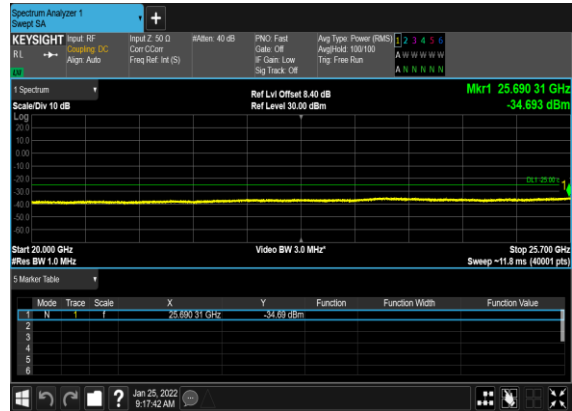 Spectrum Analyzer 1
Swept SA
+
KEYSIGHT Input: RF Input Z: 50 Ω #Atten: 40 dB PNO: Fast Avg Type: Power (RMS) 1 2 3 4 5 6
RL Coupling: DC Corr CCorr Gate: Off Avg|Hold: 100/100 A W W W W W
Align: Auto Freq Ref: Int (S) IF Gain: Low Trig: Free Run
LW Sig Track: Off A N N N N N
1 Spectrum
Ref Lvl Offset 8.40 dB Mkr1 25.690 31 GHz
Scale/Div 10 dB Ref Level 30.00 dBm -34.693 dBm
Log
20.0
10.0
0.00
-10.0
-20.0
DL1 -25.00
1
-30.0
-40.0
-50.0
-60.0
Start 20.000 GHz Video BW 3.0 MHz* Stop 25.700 GHz
#Res BW 1.0 MHz Sweep ~11.8 ms (40001 pts)
5 Marker Table
Mode Trace Scale X Y Function Function Width Function Value
1 N 1 f 25.690 31 GHz -34.69 dBm
2
3
4
5
6
? Jan 25, 2022
9:17:42 AM